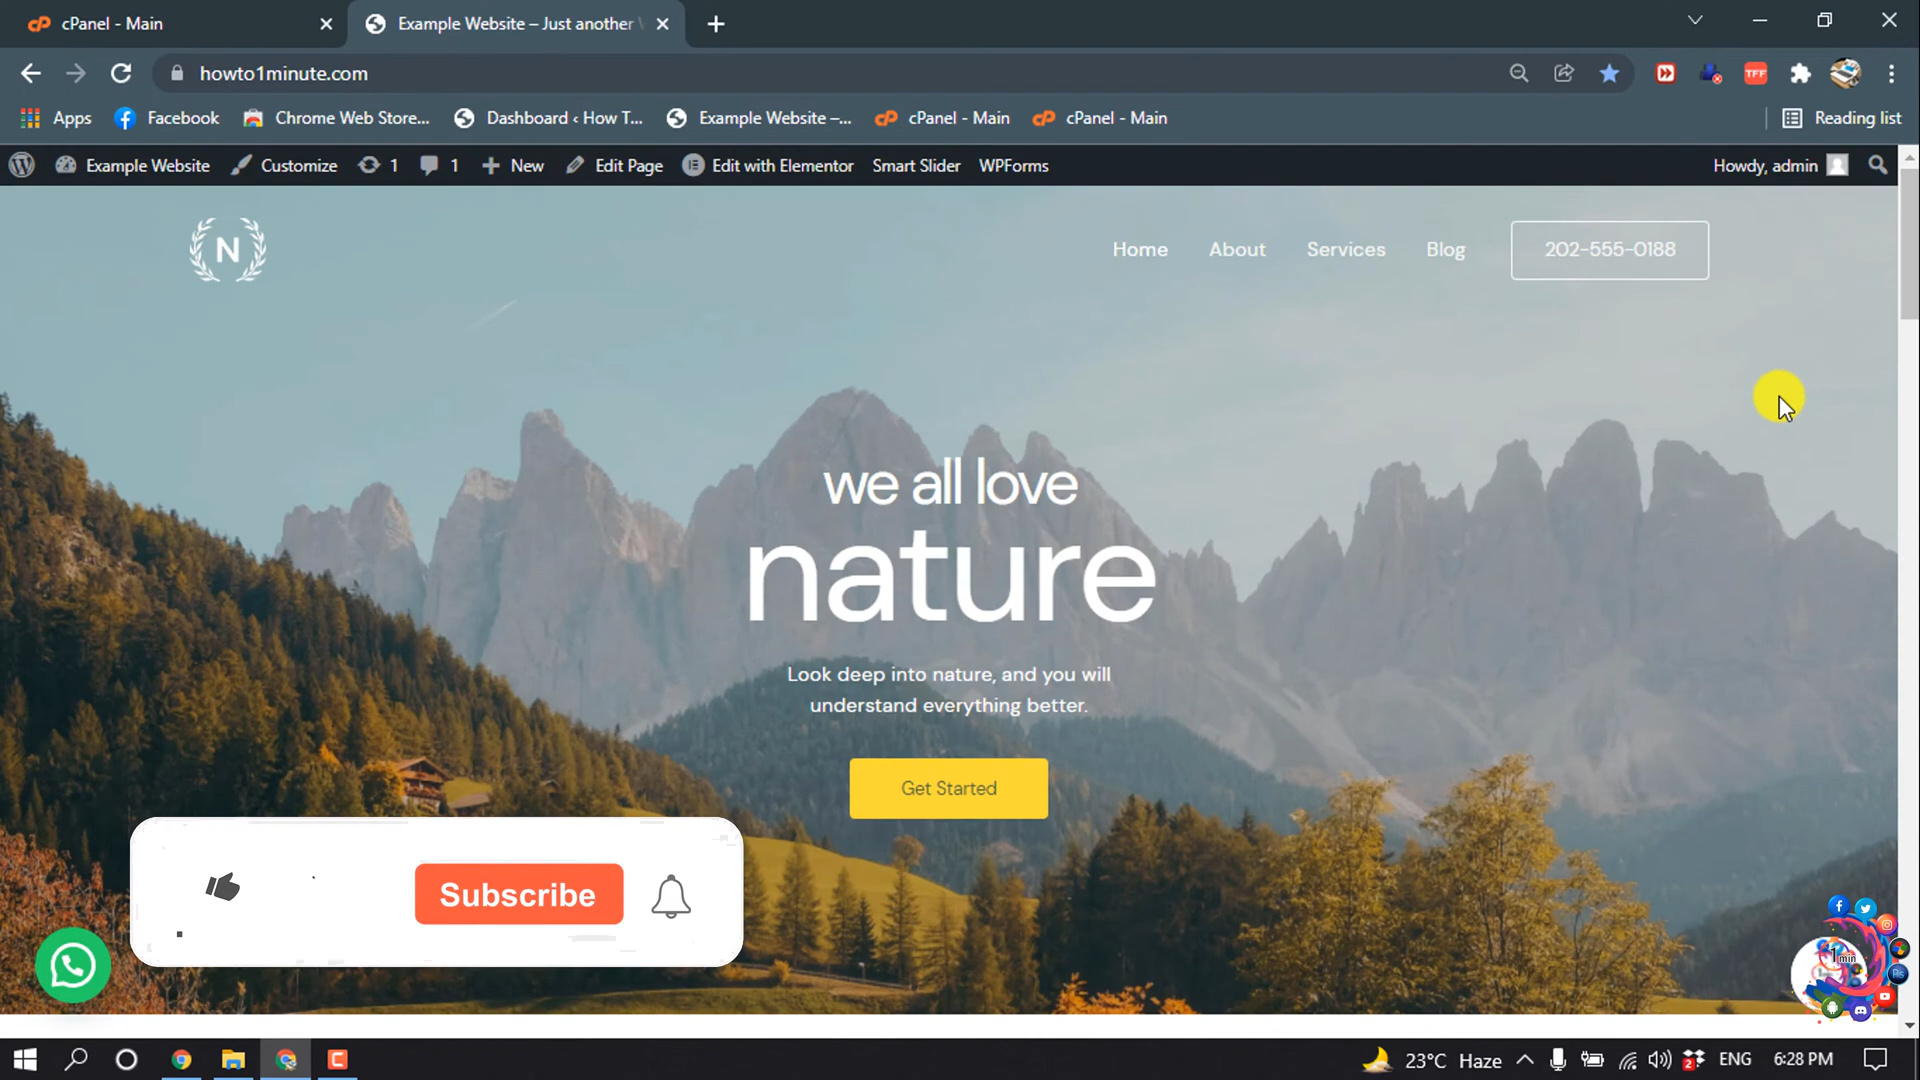 cPanel - Main
Example Website – Just another
howto1minute.com
Apps
Facebook
Chrome Web Store...
Dashboard ‹ How T...
Example Website –...
cPanel - Main
cPanel - Main
Reading list
Example Website
Customize
1
1
New
Edit Page
Edit with Elementor
Smart Slider
WPForms
Howdy, admin
N
Home
About
Services
Blog
202-555-0188
we all love
nature
Look deep into nature, and you will
understand everything better.
Get Started
Subscribe
1 min
23°C Haze
2
ENG
6:28 PM